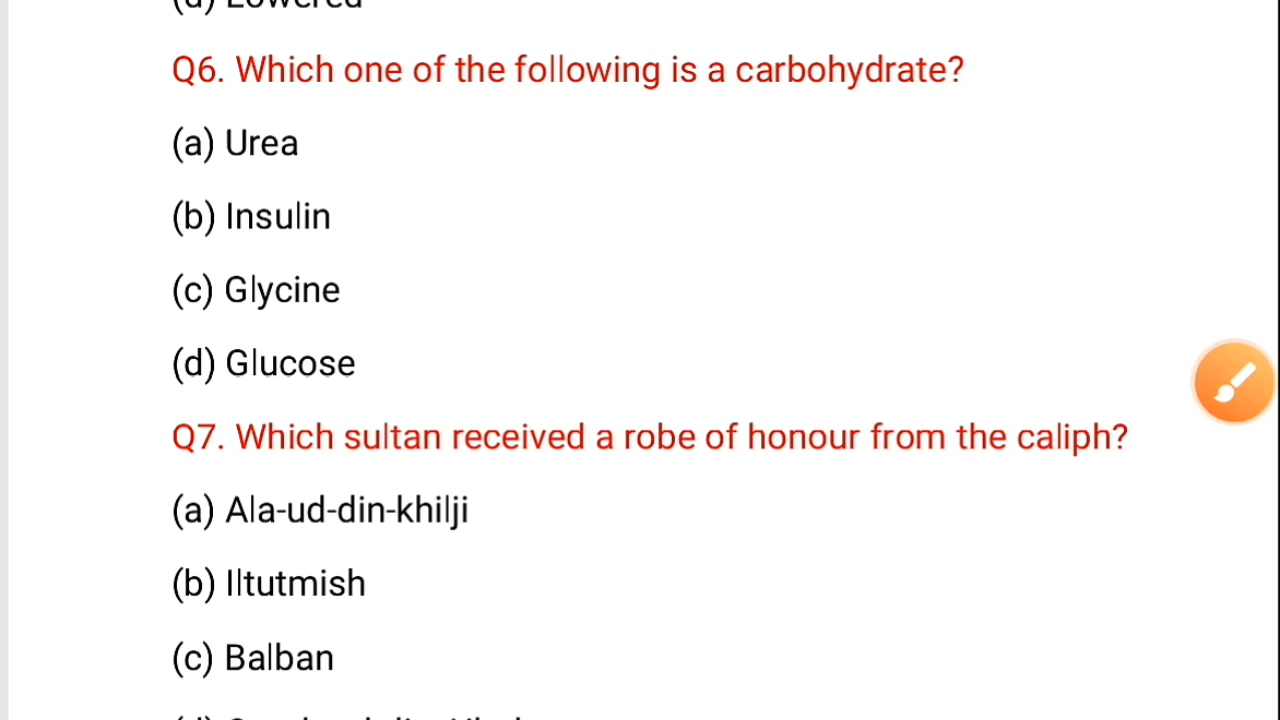 (d) Lowered
Q6. Which one of the following is a carbohydrate?
(a) Urea
(b) Insulin
(c) Glycine
(d) Glucose
Q7. Which sultan received a robe of honour from the caliph?
(a) Ala-ud-din-khilji
(b) Iltutmish
(c) Balban